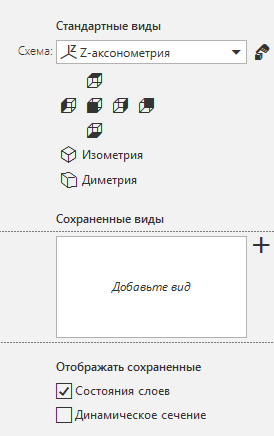 Стандартные виды
Схема: Z-аксонометрия
Изометрия
Диметрия
Сохраненные виды
Добавьте вид
Отображать сохраненные
Состояния слоев
Динамическое сечение